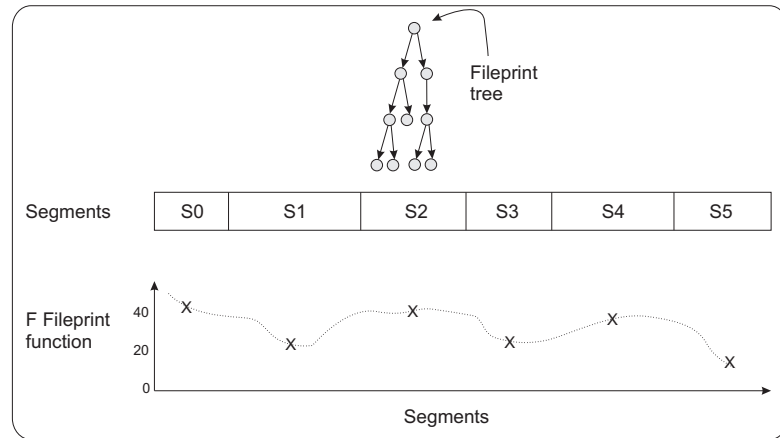 Fileprint
tree
Segments
S0 S1 S2 S3 S4 S5
F Fileprint
function
40
20
0
X X X X X X
Segments